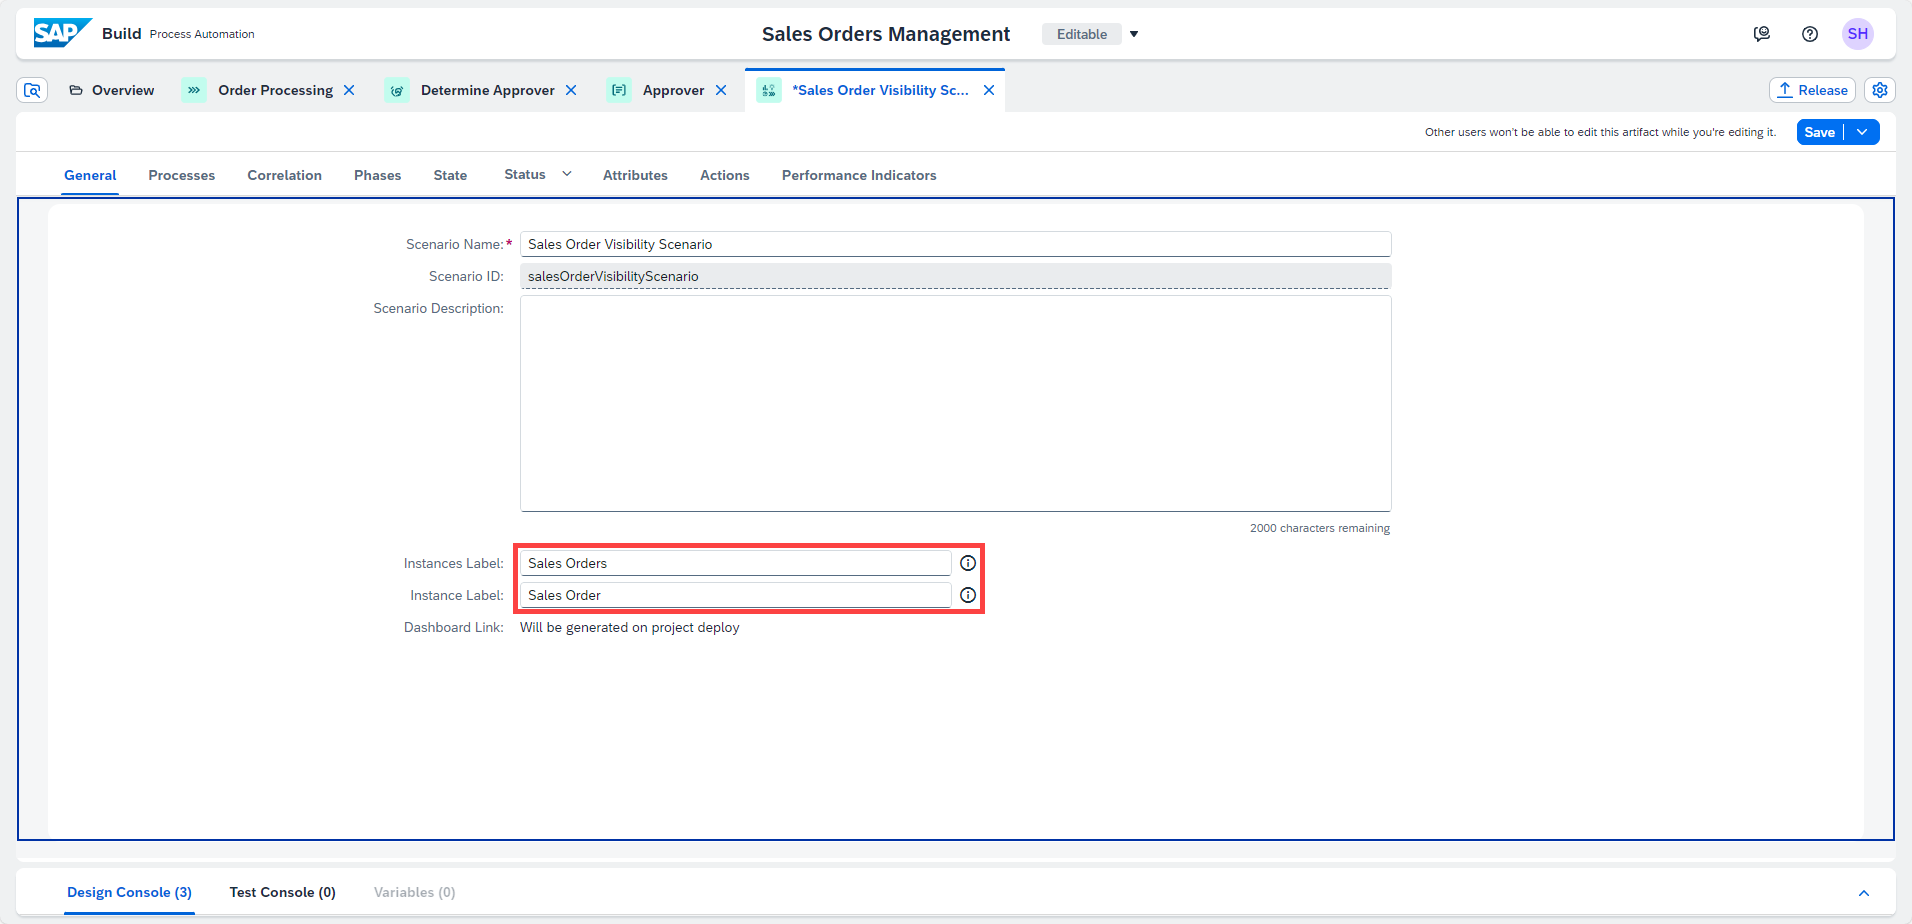 SAP Build Process Automation
Sales Orders Management
Editable
SH
Overview
Order Processing
Determine Approver
Approver
*Sales Order Visibility Sc...
Release
Other users won't be able to edit this artifact while you're editing it.
Save
General Processes Correlation Phases State Status Attributes Actions Performance Indicators
Scenario Name:* Sales Order Visibility Scenario
Scenario ID: salesOrderVisibilityScenario
Scenario Description:
2000 characters remaining
Instances Label: Sales Orders
Instance Label: Sales Order
Dashboard Link: Will be generated on project deploy
Design Console (3) Test Console (0) Variables (0)